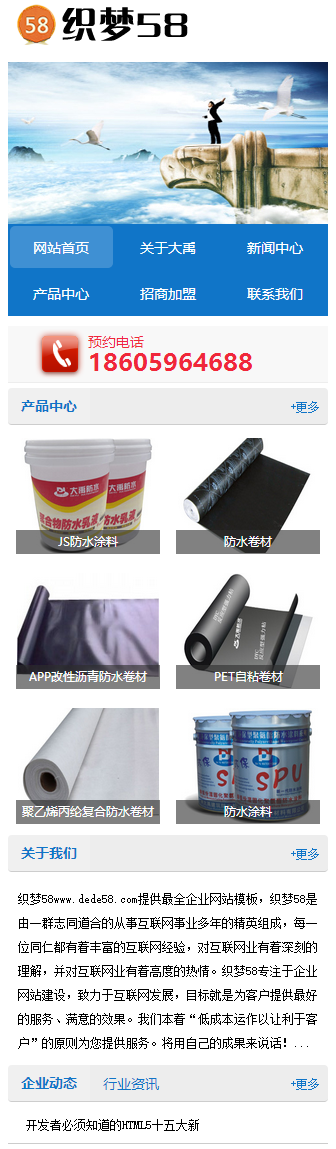 58 织梦58
网站首页 关于大禹 新闻中心
产品中心 招商加盟 联系我们
预约电话
18605964688
产品中心 +更多
大禹防水
JS防水涂料 防水卷材
APP改性沥青防水卷材 PET自粘卷材
SPU
聚乙烯丙纶复合防水卷材 防水涂料
关于我们 +更多
织梦58www.dede58.com提供最全企业网站模板，织梦58是
由一群志同道合的从事互联网事业多年的精英组成，每一
位同仁都有着丰富的互联网经验，对互联网业有着深刻的
理解，并对互联网业有着高度的热情。织梦58专注于企业
网站建设，致力于互联网发展，目标就是为客户提供最好
的服务、满意的效果。我们本着“低成本运作以让利于客
户”的原则为您提供服务。将用自己的成果来说话！...
企业动态 行业资讯 +更多
开发者必须知道的HTML5十五大新